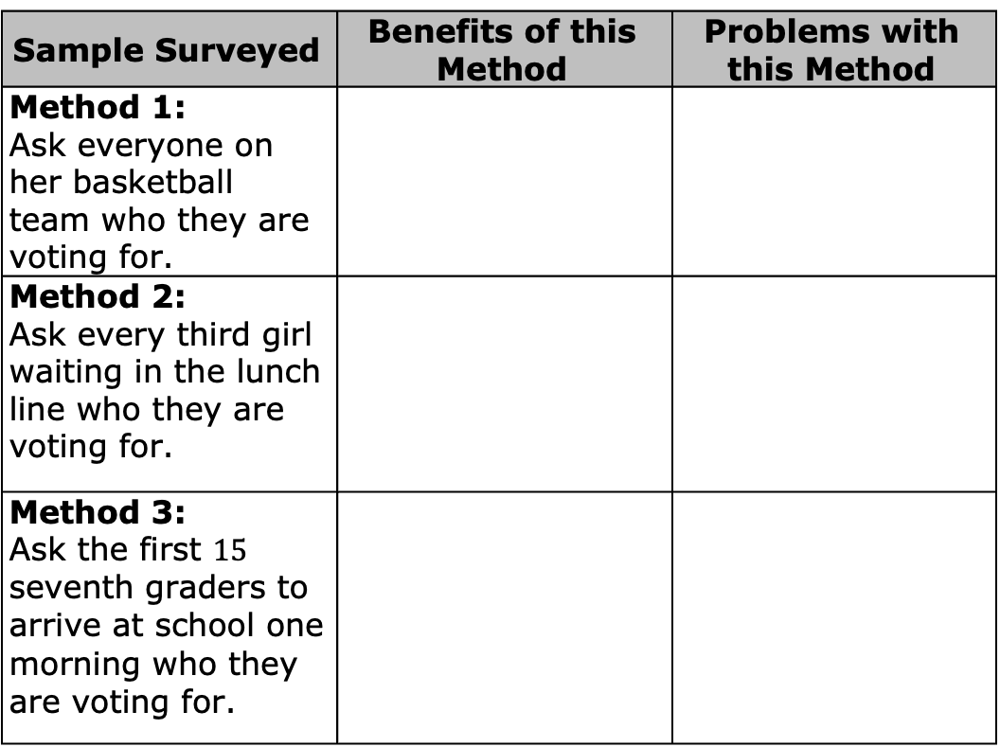 Sample Surveyed
Benefits of this
Method
Problems with
this Method
Method 1:
Ask everyone on
her basketball
team who they are
voting for.
Method 2:
Ask every third girl
waiting in the lunch
line who they are
voting for.
Method 3:
Ask the first 15
seventh graders to
arrive at school one
morning who they
are voting for.